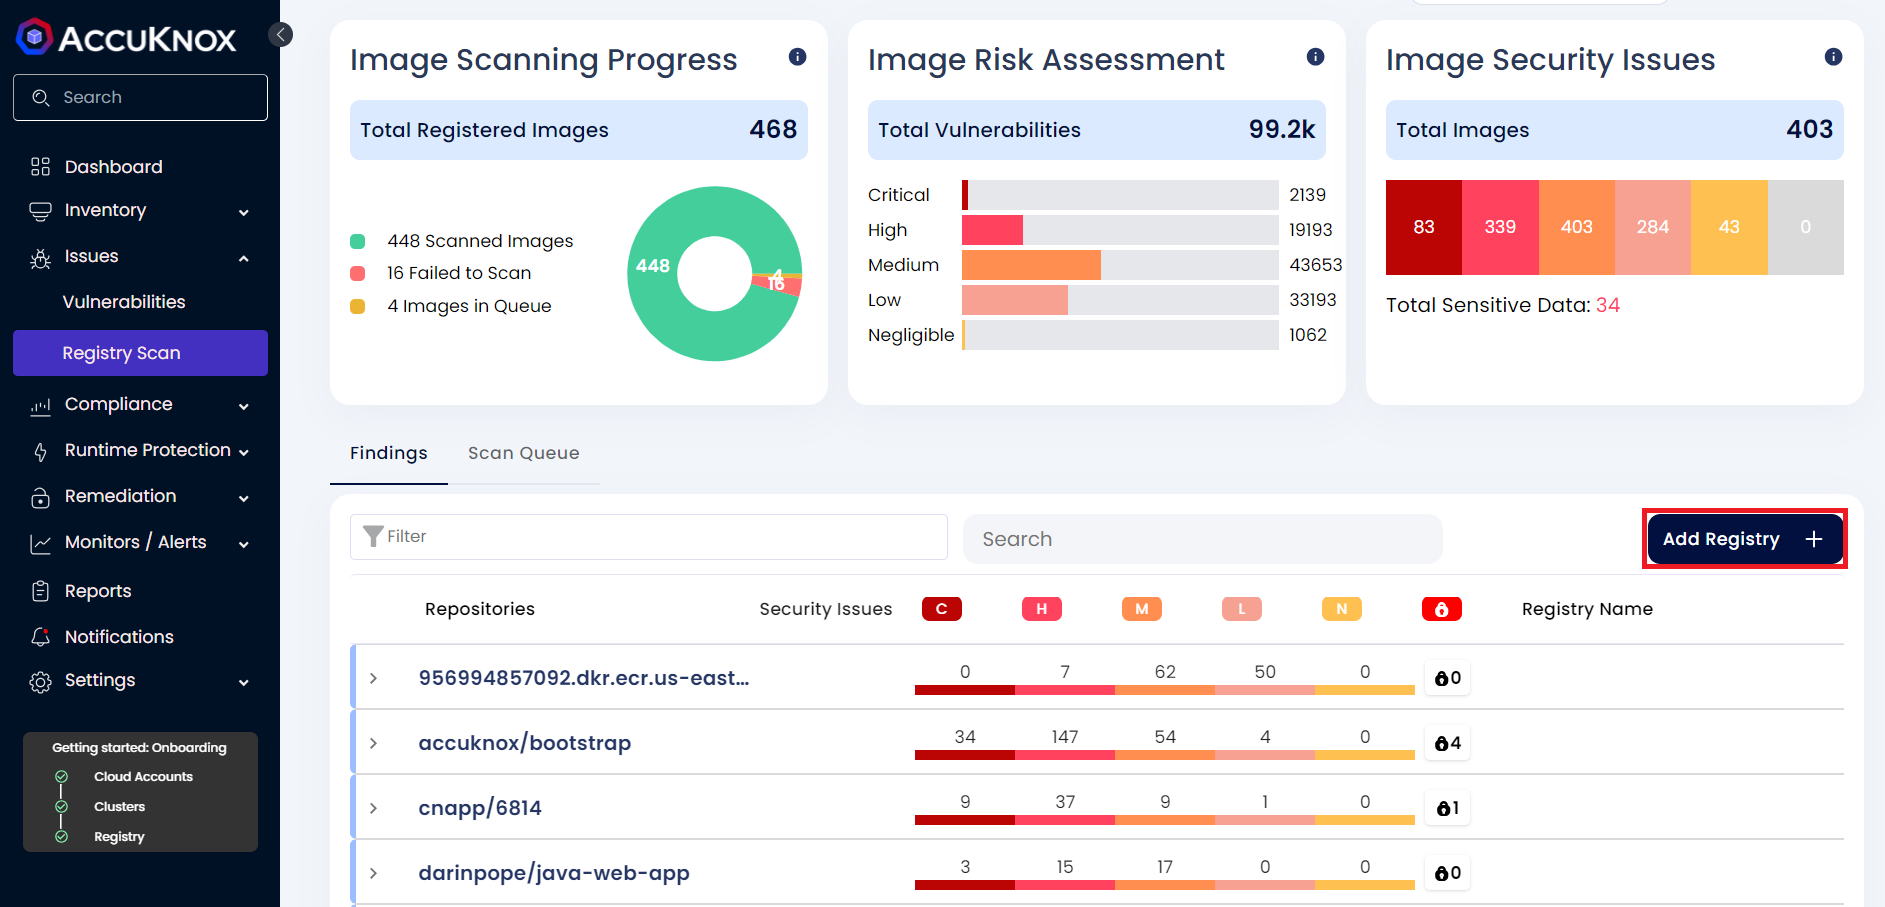 ACCUKNOX
Search
Dashboard
Inventory
Issues
Vulnerabilities
Registry Scan
Compliance
Runtime Protection
Remediation
Monitors / Alerts
Reports
Notifications
Settings
Getting started: Onboarding
Cloud Accounts
Clusters
Registry
Image Scanning Progress
Total Registered Images 468
448 Scanned Images
16 Failed to Scan
4 Images in Queue
448
4
16
Image Risk Assessment
Total Vulnerabilities 99.2k
Critical 2139
High 19193
Medium 43653
Low 33193
Negligible 1062
Image Security Issues
Total Images 403
83 339 403 284 43 0
Total Sensitive Data: 34
Findings Scan Queue
Filter Search Add Registry +
Repositories Security Issues C H M L N Registry Name
956994857092.dkr.ecr.us-east... 0 7 62 50 0 0
accuknox/bootstrap 34 147 54 4 0 4
cnapp/6814 9 37 9 1 0 1
darinpope/java-web-app 3 15 17 0 0 0